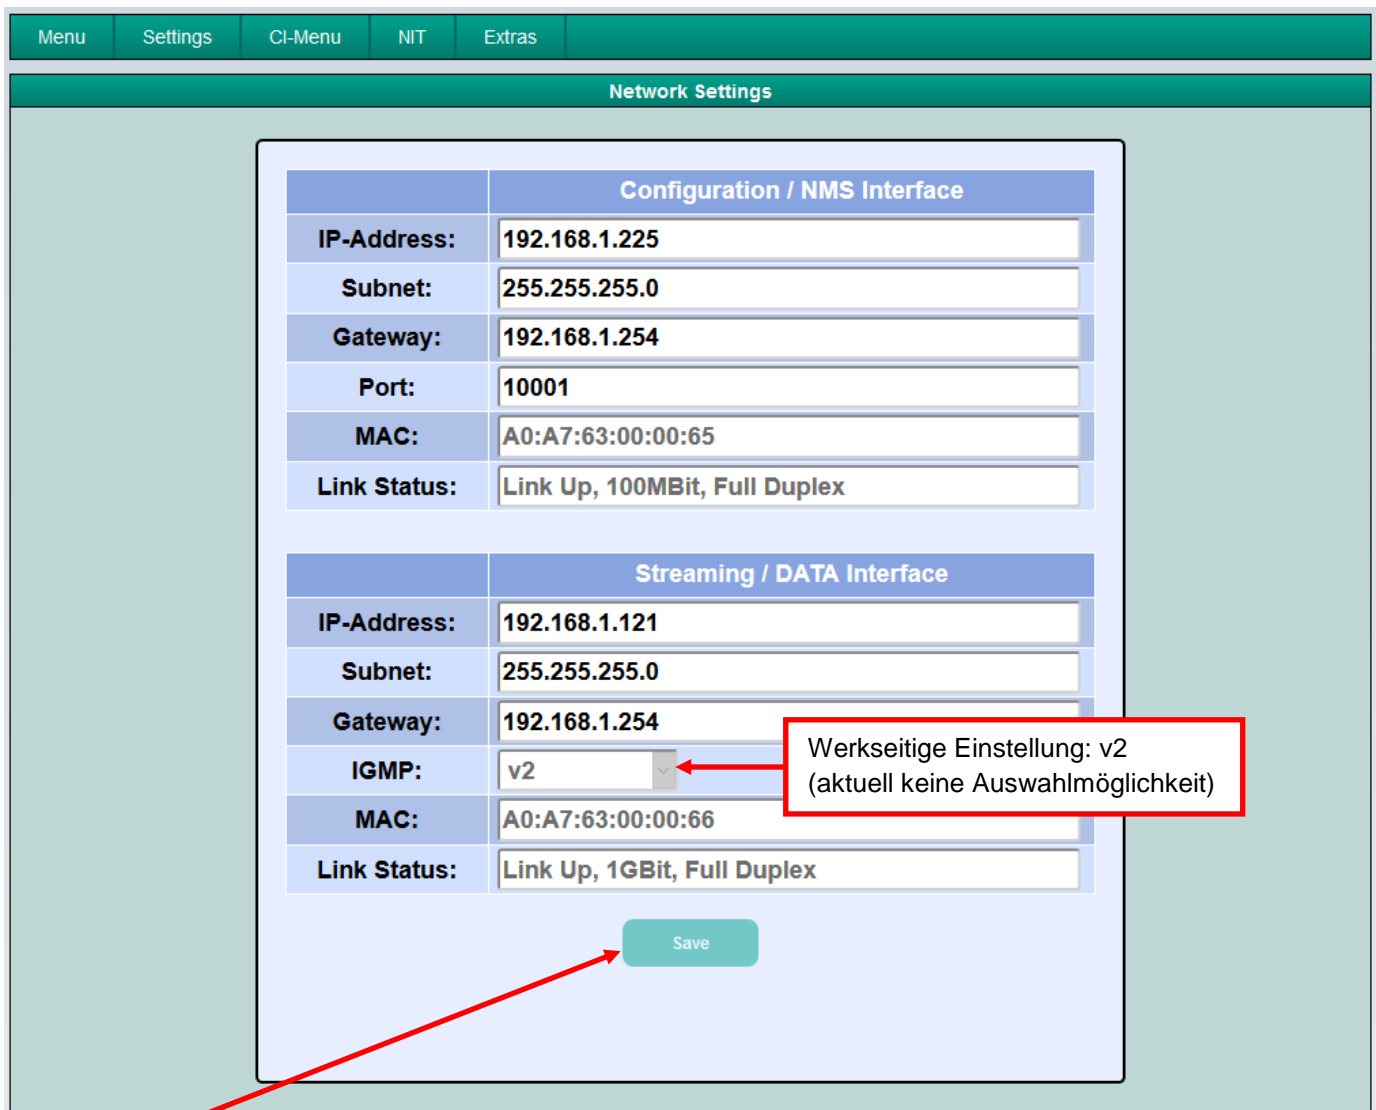 Menu Settings CI-Menu NIT Extras
Network Settings
Configuration / NMS Interface
IP-Address: 192.168.1.225
Subnet: 255.255.255.0
Gateway: 192.168.1.254
Port: 10001
MAC: A0:A7:63:00:00:65
Link Status: Link Up, 100MBit, Full Duplex
Streaming / DATA Interface
IP-Address: 192.168.1.121
Subnet: 255.255.255.0
Gateway: 192.168.1.254
IGMP: v2
Werkseitige Einstellung: v2
(aktuell keine Auswahlmöglichkeit)
MAC: A0:A7:63:00:00:66
Link Status: Link Up, 1GBit, Full Duplex
Save